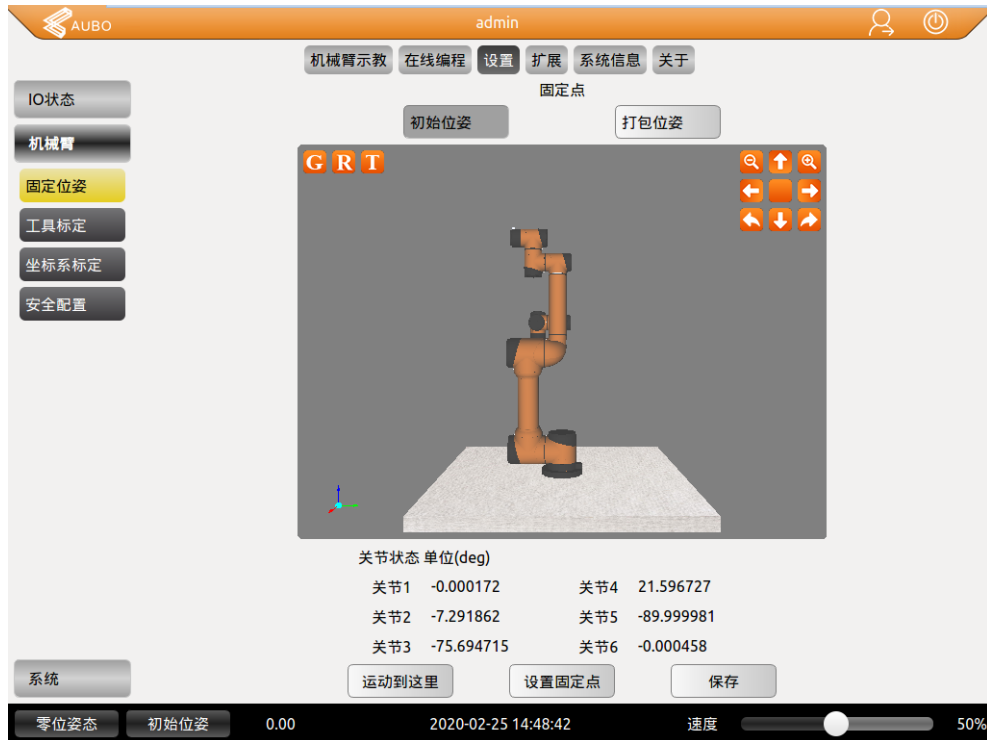 AUBO admin
机械臂示教 在线编程 设置 扩展 系统信息 关于
固定点
IO状态
初始位姿 打包位姿
机械臂
G R T
固定位姿
工具标定
坐标系标定
安全配置
关节状态 单位(deg)
关节1 -0.000172 关节4 21.596727
关节2 -7.291862 关节5 -89.999981
关节3 -75.694715 关节6 -0.000458
系统 运动到这里 设置固定点 保存
零位姿态 初始位姿 0.00 2020-02-25 14:48:42 速度 50%